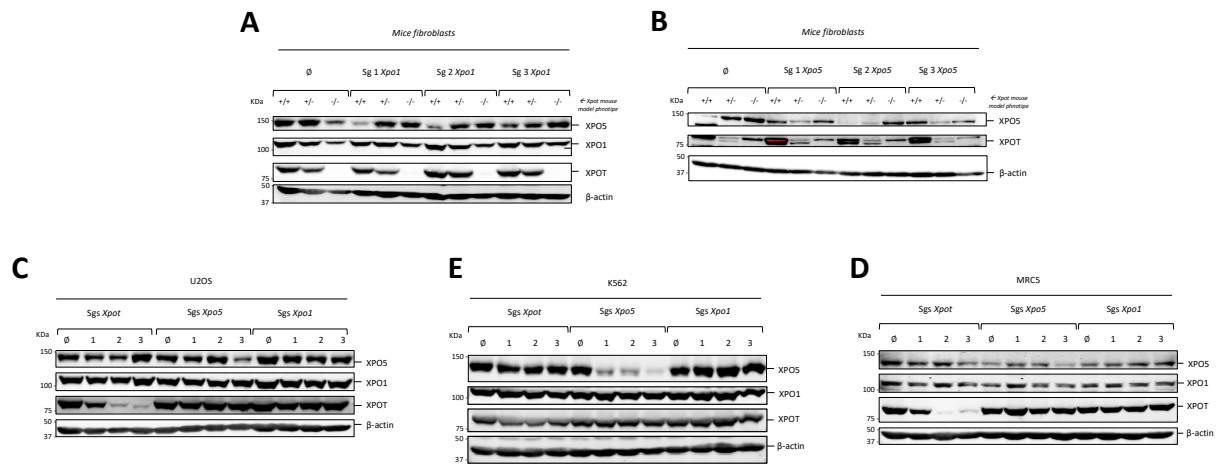 A
Mice fibroblasts
Ø Sg 1 Xpo1 Sg 2 Xpo1 Sg 3 Xpo1
KDa +/+ +/- -/- +/+ +/- -/- +/+ +/- -/- +/+ +/- -/- ← Xpot mouse
model phnotipe
150 XPO5
100 XPO1
75 XPOT
50
37 β-actin
B
Mice fibroblasts
Ø Sg 1 Xpo5 Sg 2 Xpo5 Sg 3 Xpo5
KDa +/+ +/- -/- +/+ +/- -/- +/+ +/- -/- +/+ +/- -/- ← Xpot mouse
model phnotipe
150 XPO5
100 XPOT
75
50
37 β-actin
C
U2OS
Sgs Xpot Sgs Xpo5 Sgs Xpo1
KDa Ø 1 2 3 Ø 1 2 3 Ø 1 2 3
150 XPO5
100 XPO1
75 XPOT
50
37 β-actin
E
K562
Sgs Xpot Sgs Xpo5 Sgs Xpo1
KDa Ø 1 2 3 Ø 1 2 3 Ø 1 2 3
150 XPO5
100 XPO1
75 XPOT
50
37 β-actin
D
MRC5
Sgs Xpot Sgs Xpo5 Sgs Xpo1
KDa Ø 1 2 3 Ø 1 2 3 Ø 1 2 3
150 XPO5
100 XPO1
75 XPOT
50
37 β-actin